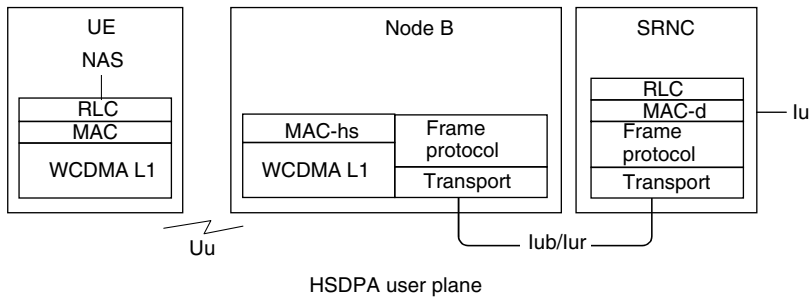 UE
NAS
RLC
MAC
WCDMA L1
Uu
Node B
MAC-hs
WCDMA L1
Frame
protocol
Transport
Iub/Iur
SRNC
RLC
MAC-d
Frame
protocol
Transport
Iu
HSDPA user plane